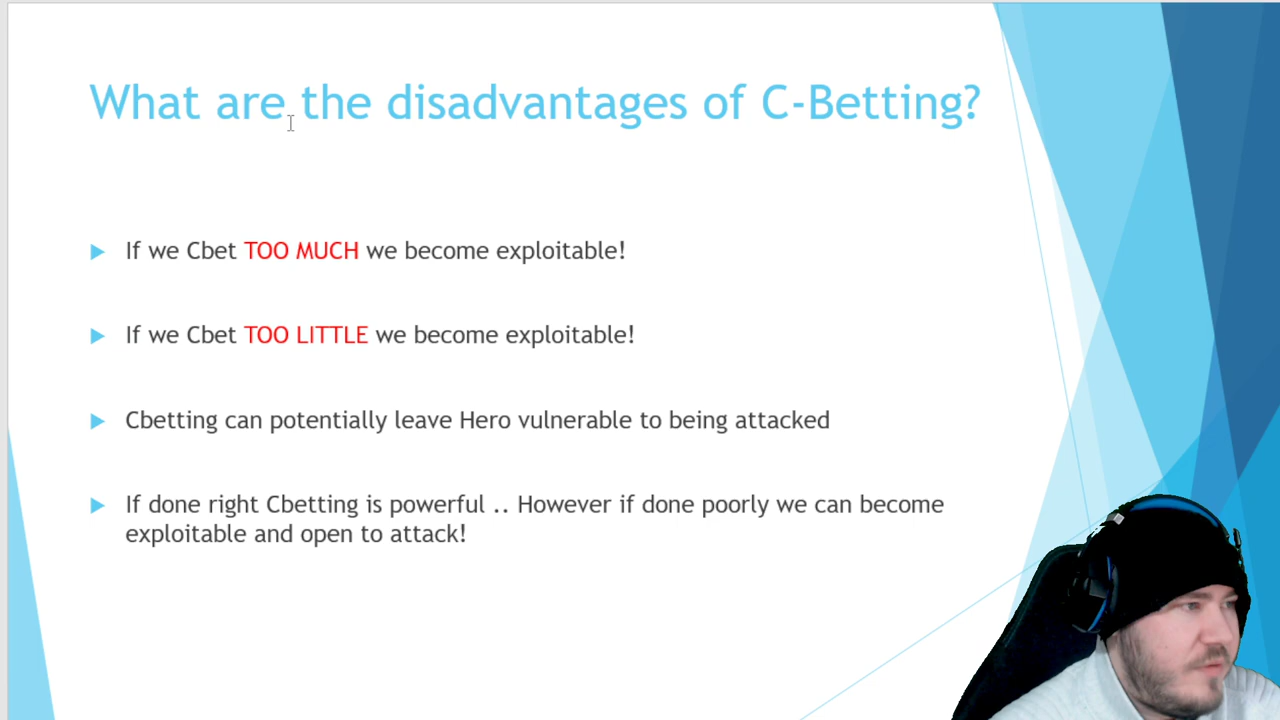 What are the disadvantages of C-Betting?
If we Cbet TOO MUCH we become exploitable!
If we Cbet TOO LITTLE we become exploitable!
Cbetting can potentially leave Hero vulnerable to being attacked
If done right Cbetting is powerful .. However if done poorly we can become
exploitable and open to attack!